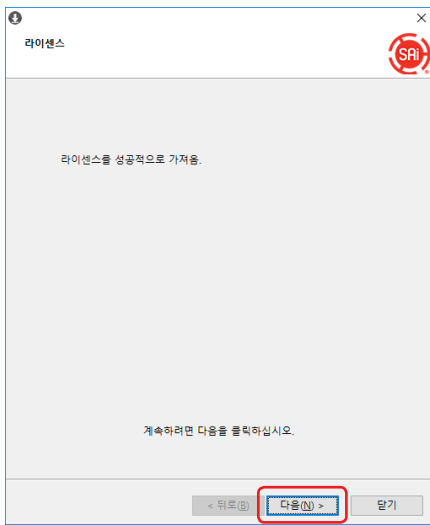 라이센스
SAi
라이센스를 성공적으로 가져옴.
계속하려면 다음을 클릭하십시오.
< 뒤로(B) 다음(N) > 닫기